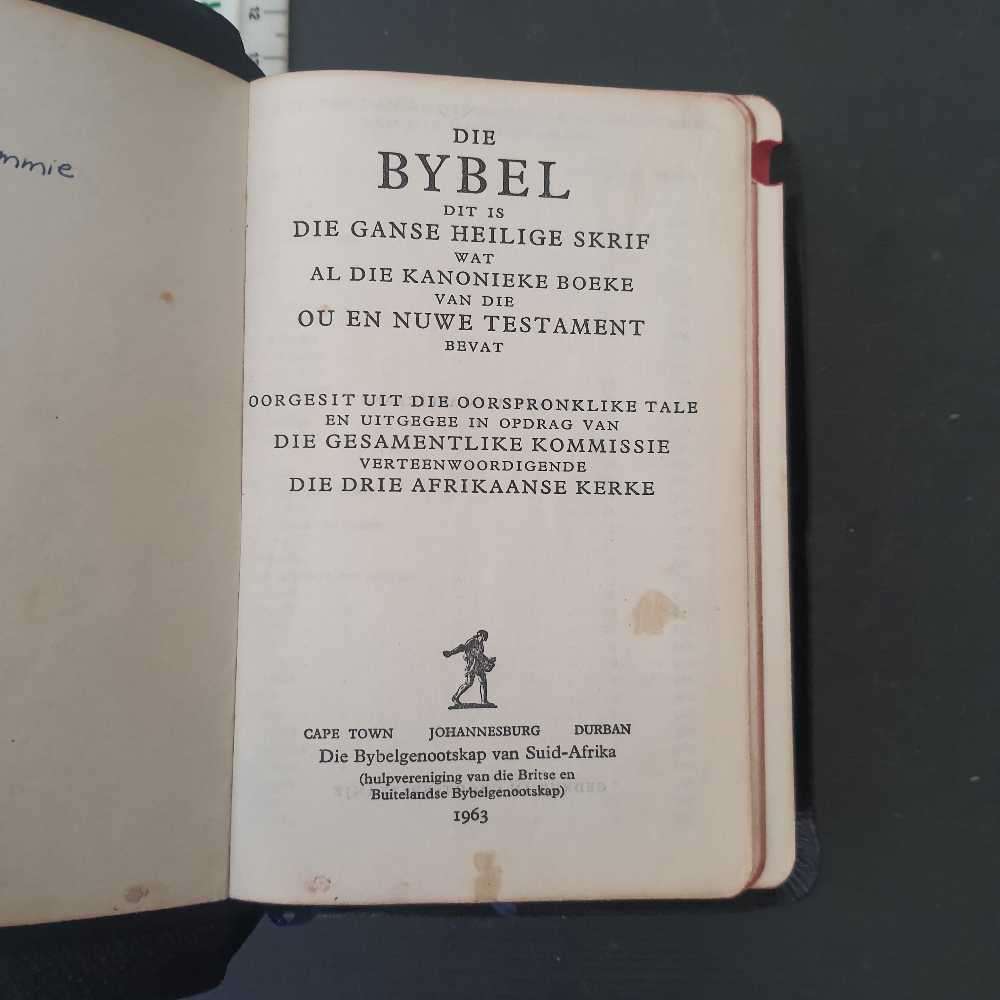 mmie
DIE
BYBEL
DIT IS
DIE GANSE HEILIGE SKRIF
WAT
AL DIE KANONIEKE BOEKE
VAN DIE
OU EN NUWE TESTAMENT
BEVAT
OORGESIT UIT DIE OORSPRONKLIKE TALE
EN UITGEGEE IN OPDRAG VAN
DIE GESAMENTLIKE KOMMISSIE
VERTEENWOORDIGENDE
DIE DRIE AFRIKAANSE KERKE
CAPE TOWN JOHANNESBURG DURBAN
Die Bybelgenootskap van Suid-Afrika
(hulpvereniging van die Britse en
Buitelandse Bybelgenootskap)
1963
12